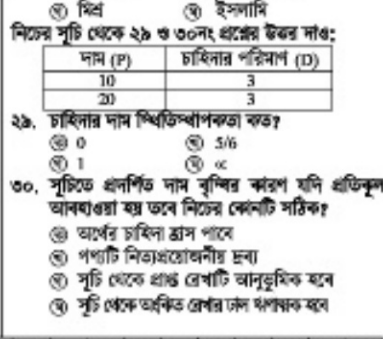 গ) মিশ্র ঘ) ইসলামি
নিচের সূচি থেকে ২৯ ও ৩০নং প্রশ্নের উত্তর দাও:
দাম (P) চাহিদার পরিমাণ (D)
10 3
20 3
২৯. চাহিদার দাম স্থিতিস্থাপকতা কত?
ক) 0 খ) 5/6
গ) 1 ঘ) ∝
৩০. সূচিতে প্রদর্শিত দাম বৃদ্ধির কারণ যদি প্রতিকূল
আবহাওয়া হয় তবে নিচের কোনটি সঠিক?
ক) অর্থের চাহিদা হ্রাস পাবে
খ) পণ্যটি নিত্যপ্রয়োজনীয় দ্রব্য
গ) সূচি থেকে প্রাপ্ত রেখাটি আনুভূমিক হবে
ঘ) সূচি থেকে অংকিত রেখার ঢাল ঋণাত্মক হবে